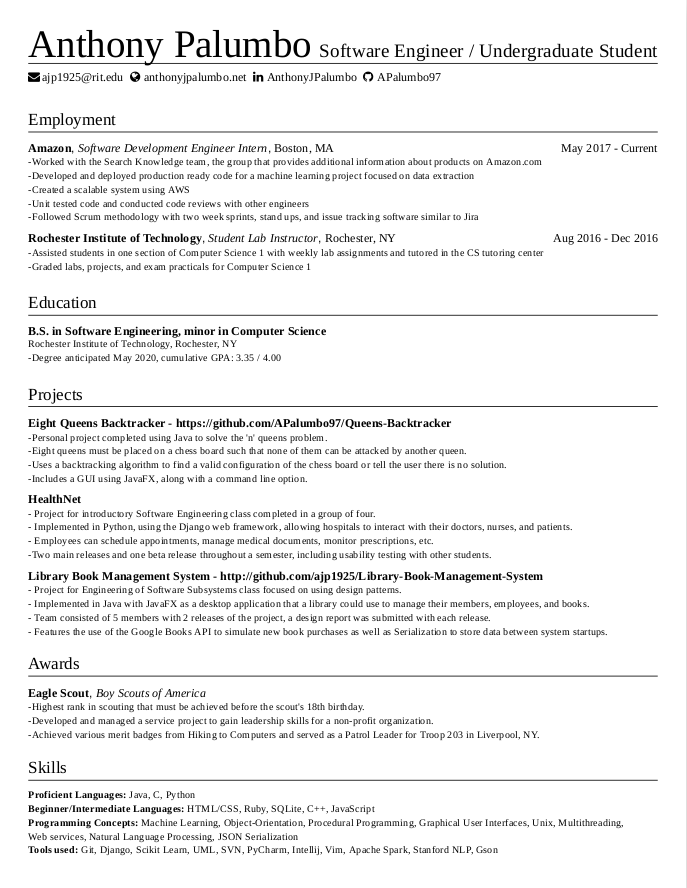 Anthony Palumbo Software Engineer / Undergraduate Student
ajp1925@rit.edu anthonyjpalumbo.net AnthonyJPalumbo APalumbo97
Employment
Amazon, Software Development Engineer Intern, Boston, MA May 2017 - Current
-Worked with the Search Knowledge team, the group that provides additional information about products on Amazon.com
-Developed and deployed production ready code for a machine learning project focused on data extraction
-Created a scalable system using AWS
-Unit tested code and conducted code reviews with other engineers
-Followed Scrum methodology with two week sprints, stand ups, and issue tracking software similar to Jira
Rochester Institute of Technology, Student Lab Instructor, Rochester, NY Aug 2016 - Dec 2016
-Assisted students in one section of Computer Science 1 with weekly lab assignments and tutored in the CS tutoring center
-Graded labs, projects, and exam practicals for Computer Science 1
Education
B.S. in Software Engineering, minor in Computer Science
Rochester Institute of Technology, Rochester, NY
-Degree anticipated May 2020, cumulative GPA: 3.35 / 4.00
Projects
Eight Queens Backtracker - https://github.com/APalumbo97/Queens-Backtracker
-Personal project completed using Java to solve the 'n' queens problem.
-Eight queens must be placed on a chess board such that none of them can be attacked by another queen.
-Uses a backtracking algorithm to find a valid configuration of the chess board or tell the user there is no solution.
-Includes a GUI using JavaFX, along with a command line option.
HealthNet
- Project for introductory Software Engineering class completed in a group of four.
- Implemented in Python, using the Django web framework, allowing hospitals to interact with their doctors, nurses, and patients.
- Employees can schedule appointments, manage medical documents, monitor prescriptions, etc.
-Two main releases and one beta release throughout a semester, including usability testing with other students.
Library Book Management System - http://github.com/ajp1925/Library-Book-Management-System
- Project for Engineering of Software Subsystems class focused on using design patterns.
- Implemented in Java with JavaFX as a desktop application that a library could use to manage their members, employees, and books.
- Team consisted of 5 members with 2 releases of the project, a design report was submitted with each release.
- Features the use of the Google Books API to simulate new book purchases as well as Serialization to store data between system startups.
Awards
Eagle Scout, Boy Scouts of America
-Highest rank in scouting that must be achieved before the scout's 18th birthday.
-Developed and managed a service project to gain leadership skills for a non-profit organization.
-Achieved various merit badges from Hiking to Computers and served as a Patrol Leader for Troop 203 in Liverpool, NY.
Skills
Proficient Languages: Java, C, Python
Beginner/Intermediate Languages: HTML/CSS, Ruby, SQLite, C++, JavaScript
Programming Concepts: Machine Learning, Object-Orientation, Procedural Programming, Graphical User Interfaces, Unix, Multithreading,
Web services, Natural Language Processing, JSON Serialization
Tools used: Git, Django, Scikit Learn, UML, SVN, PyCharm, Intellij, Vim, Apache Spark, Stanford NLP, Gson